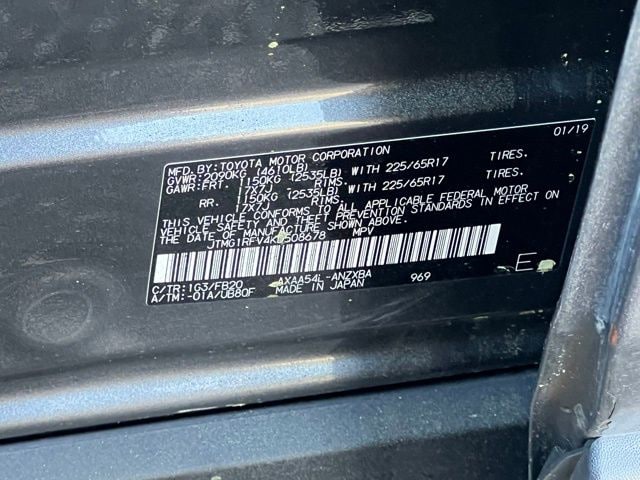 MFD. BY: TOYOTA MOTOR CORPORATION 01/19
GVWR: 2090KG (4610LB)
GAWR: FRT. 1150KG (2535LB) WITH 225/65R17 TIRES.
17X7J RIMS.
RR. 1150KG (2535LB) WITH 225/65R17 TIRES.
17X7J RIMS.
THIS VEHICLE CONFORMS TO ALL APPLICABLE FEDERAL MOTOR
VEHICLE SAFETY AND THEFT PREVENTION STANDARDS IN EFFECT
ON THE DATE OF MANUFACTURE SHOWN ABOVE.
MPV
E
C/TR: 1G3/FB20 AXAA54L-ANZXBA 969
A/TM: -01A/UB80F MADE IN JAPAN